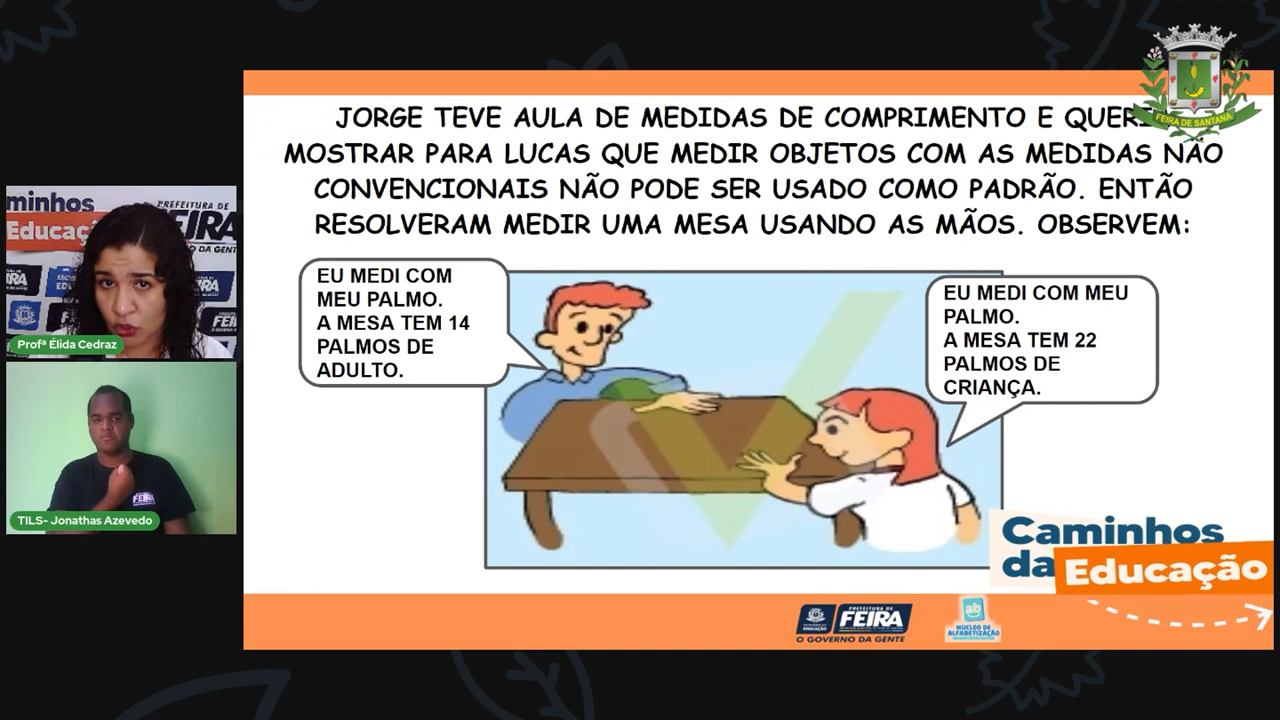 JORGE TEVE AULA DE MEDIDAS DE COMPRIMENTO E
MOSTRAR PARA LUCAS QUE MEDIR OBJETOS COM AS MEDIDAS NÃO
CONVENCIONAIS NÃO PODE SER USADO COMO PADRÃO. ENTÃO
RESOLVERAM MEDIR UMA MESA USANDO AS MÃOS. OBSERVEM:
EU MEDI COM
MEU PALMO.
A MESA TEM 14
PALMOS DE
ADULTO.
EU MEDI COM MEU
PALMO.
A MESA TEM 22
PALMOS DE
CRIANÇA.
FEIRA DE SANTANA
Profª Élida Cedraz
FEIRA
TILS- Jonathas Azevedo
Caminhos
da Educação
PREFEITURA DE
FEIRA
O GOVERNO DA GENTE
EDUCAÇÃO
ab
NÚCLEO DE
ALFABETIZAÇÃO